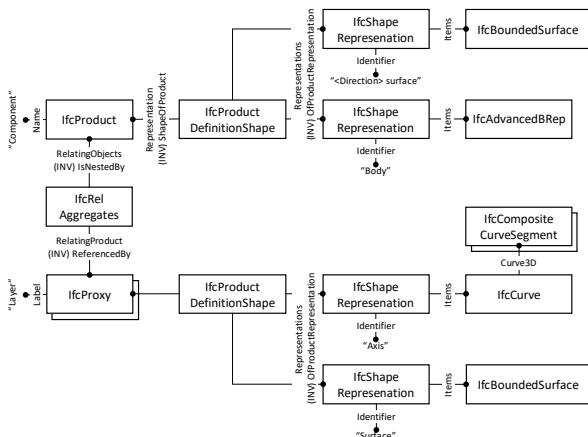 IfcShape
Represenation
Items
IfcBoundedSurface
Identifier
"<Direction> surface"
"Component"
Name
IfcProduct
Representation
(INV) ShapeOfProduct
IfcProduct
DefinitionShape
Representations
(INV) OfProductRepresentation
IfcShape
Represenation
Items
IfcAdvancedBRep
Identifier
"Body"
RelatingObjects
(INV) IsNestedBy
IfcRel
Aggregates
RelatingProduct
(INV) ReferencedBy
IfcComposite
CurveSegment
Curve3D
"Layer"
Label
IfcProxy
IfcProduct
DefinitionShape
Representations
(INV) OfProductRepresentation
IfcShape
Represenation
Items
IfcCurve
Identifier
"Axis"
IfcShape
Represenation
Items
IfcBoundedSurface
Identifier
"Surface"